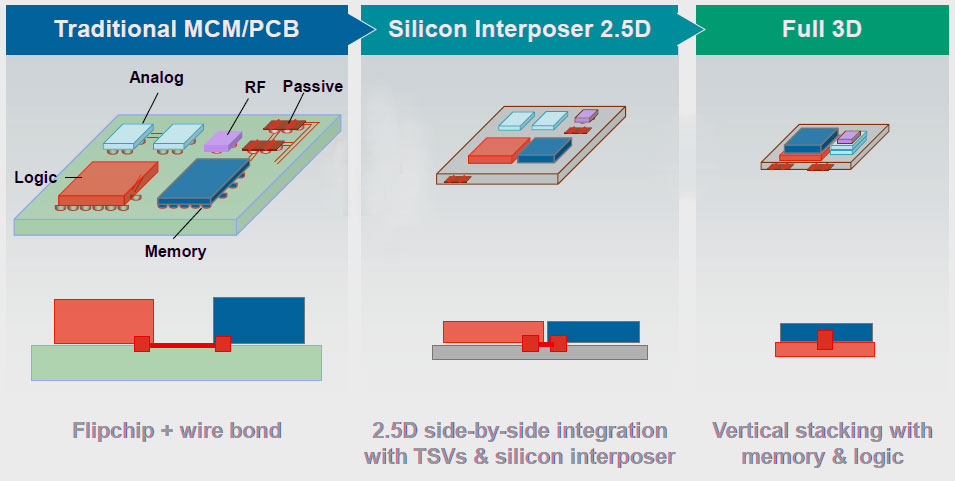 Traditional MCM/PCB
Silicon Interposer 2.5D
Full 3D
Analog
RF
Passive
Logic
Memory
Flipchip + wire bond
2.5D side-by-side integration
with TSVs & silicon interposer
Vertical stacking with
memory & logic